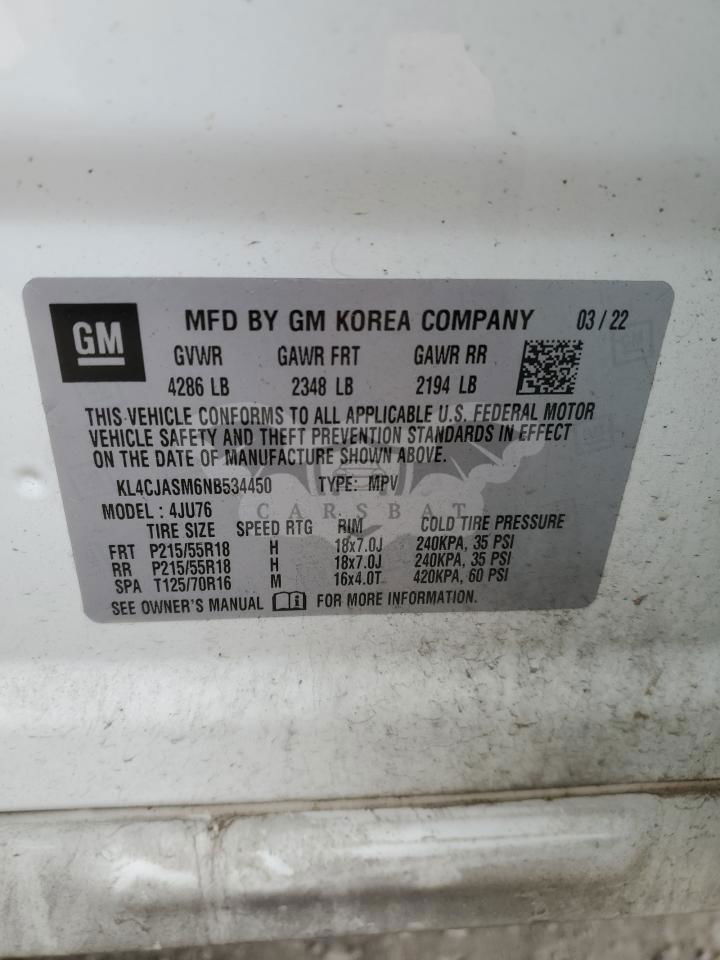 GM MFD BY GM KOREA COMPANY 03 / 22
GVWR GAWR FRT GAWR RR
4286 LB 2348 LB 2194 LB
THIS VEHICLE CONFORMS TO ALL APPLICABLE U.S. FEDERAL MOTOR
VEHICLE SAFETY AND THEFT PREVENTION STANDARDS IN EFFECT
ON THE DATE OF MANUFACTURE SHOWN ABOVE.
KL4CJASM6NB534450 TYPE: MPV
CARSBAT
MODEL : 4JU76
TIRE SIZE SPEED RTG RIM COLD TIRE PRESSURE
FRT P215/55R18 H 18x7.0J 240KPA, 35 PSI
RR P215/55R18 H 18x7.0J 240KPA, 35 PSI
SPA T125/70R16 M 16x4.0T 420KPA, 60 PSI
SEE OWNER'S MANUAL FOR MORE INFORMATION.